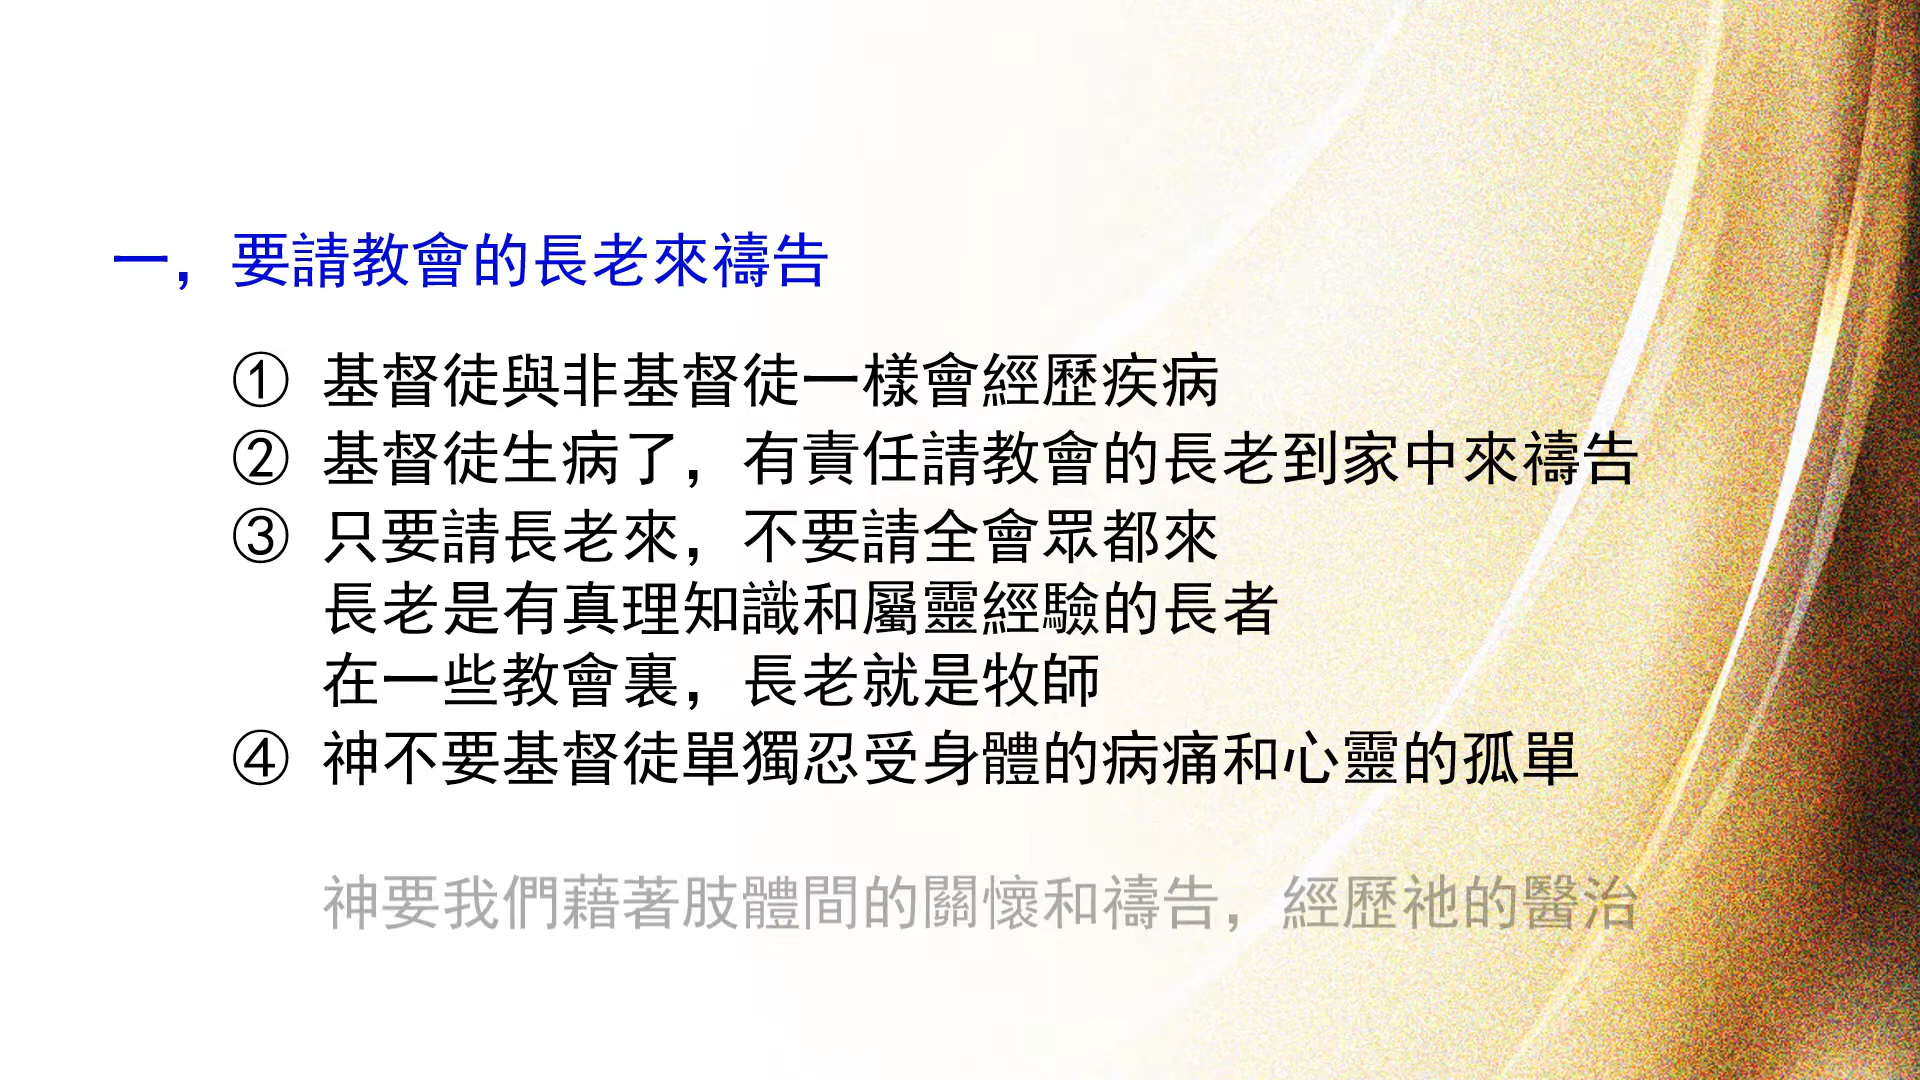 一，要請教會的長老來禱告
① 基督徒與非基督徒一樣會經歷疾病
② 基督徒生病了，有責任請教會的長老到家中來禱告
③ 只要請長老來，不要請全會眾都來
長老是有真理知識和屬靈經驗的長者
在一些教會裏，長老就是牧師
④ 神不要基督徒單獨忍受身體的病痛和心靈的孤單
神要我們藉著肢體間的關懷和禱告，經歷祂的醫治